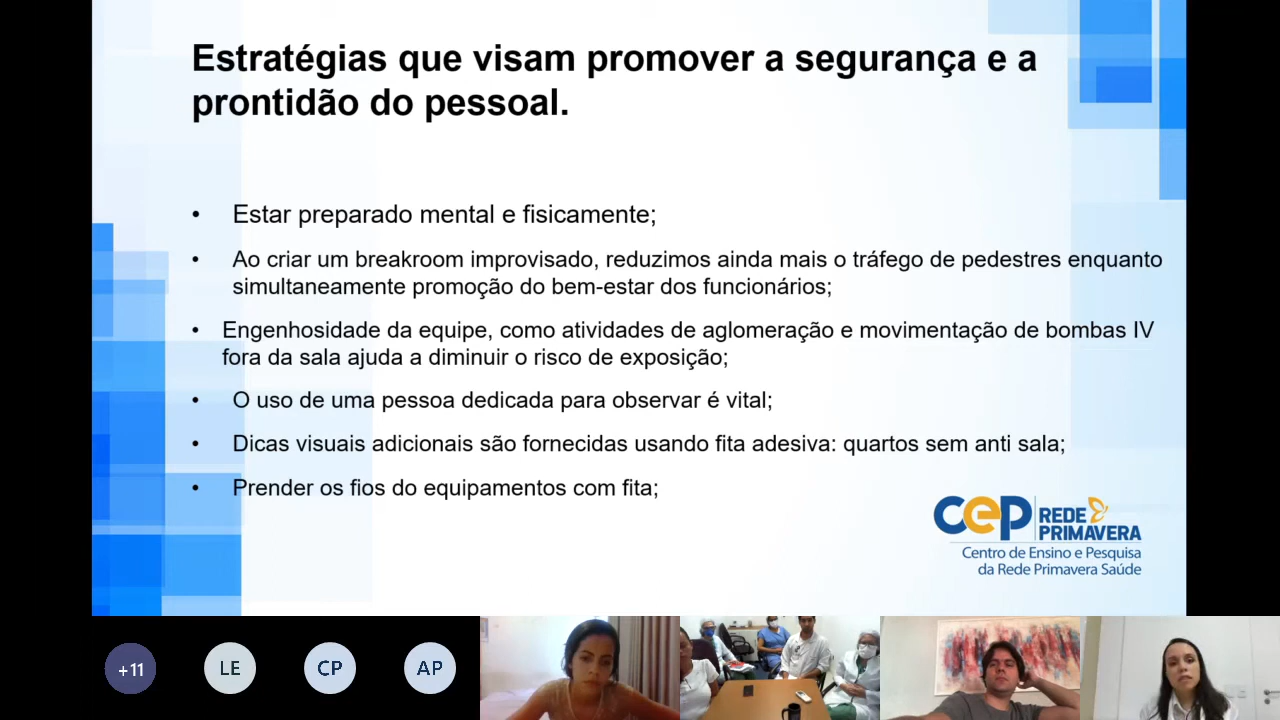 Estratégias que visam promover a segurança e a
prontidão do pessoal.
• Estar preparado mental e fisicamente;
• Ao criar um breakroom improvisado, reduzimos ainda mais o tráfego de pedestres enquanto
simultaneamente promoção do bem-estar dos funcionários;
• Engenhosidade da equipe, como atividades de aglomeração e movimentação de bombas IV
fora da sala ajuda a diminuir o risco de exposição;
• O uso de uma pessoa dedicada para observar é vital;
• Dicas visuais adicionais são fornecidas usando fita adesiva: quartos sem anti sala;
• Prender os fios do equipamentos com fita;
cep REDE
PRIMAVERA
Centro de Ensino e Pesquisa
da Rede Primavera Saúde
+11 LE CP AP